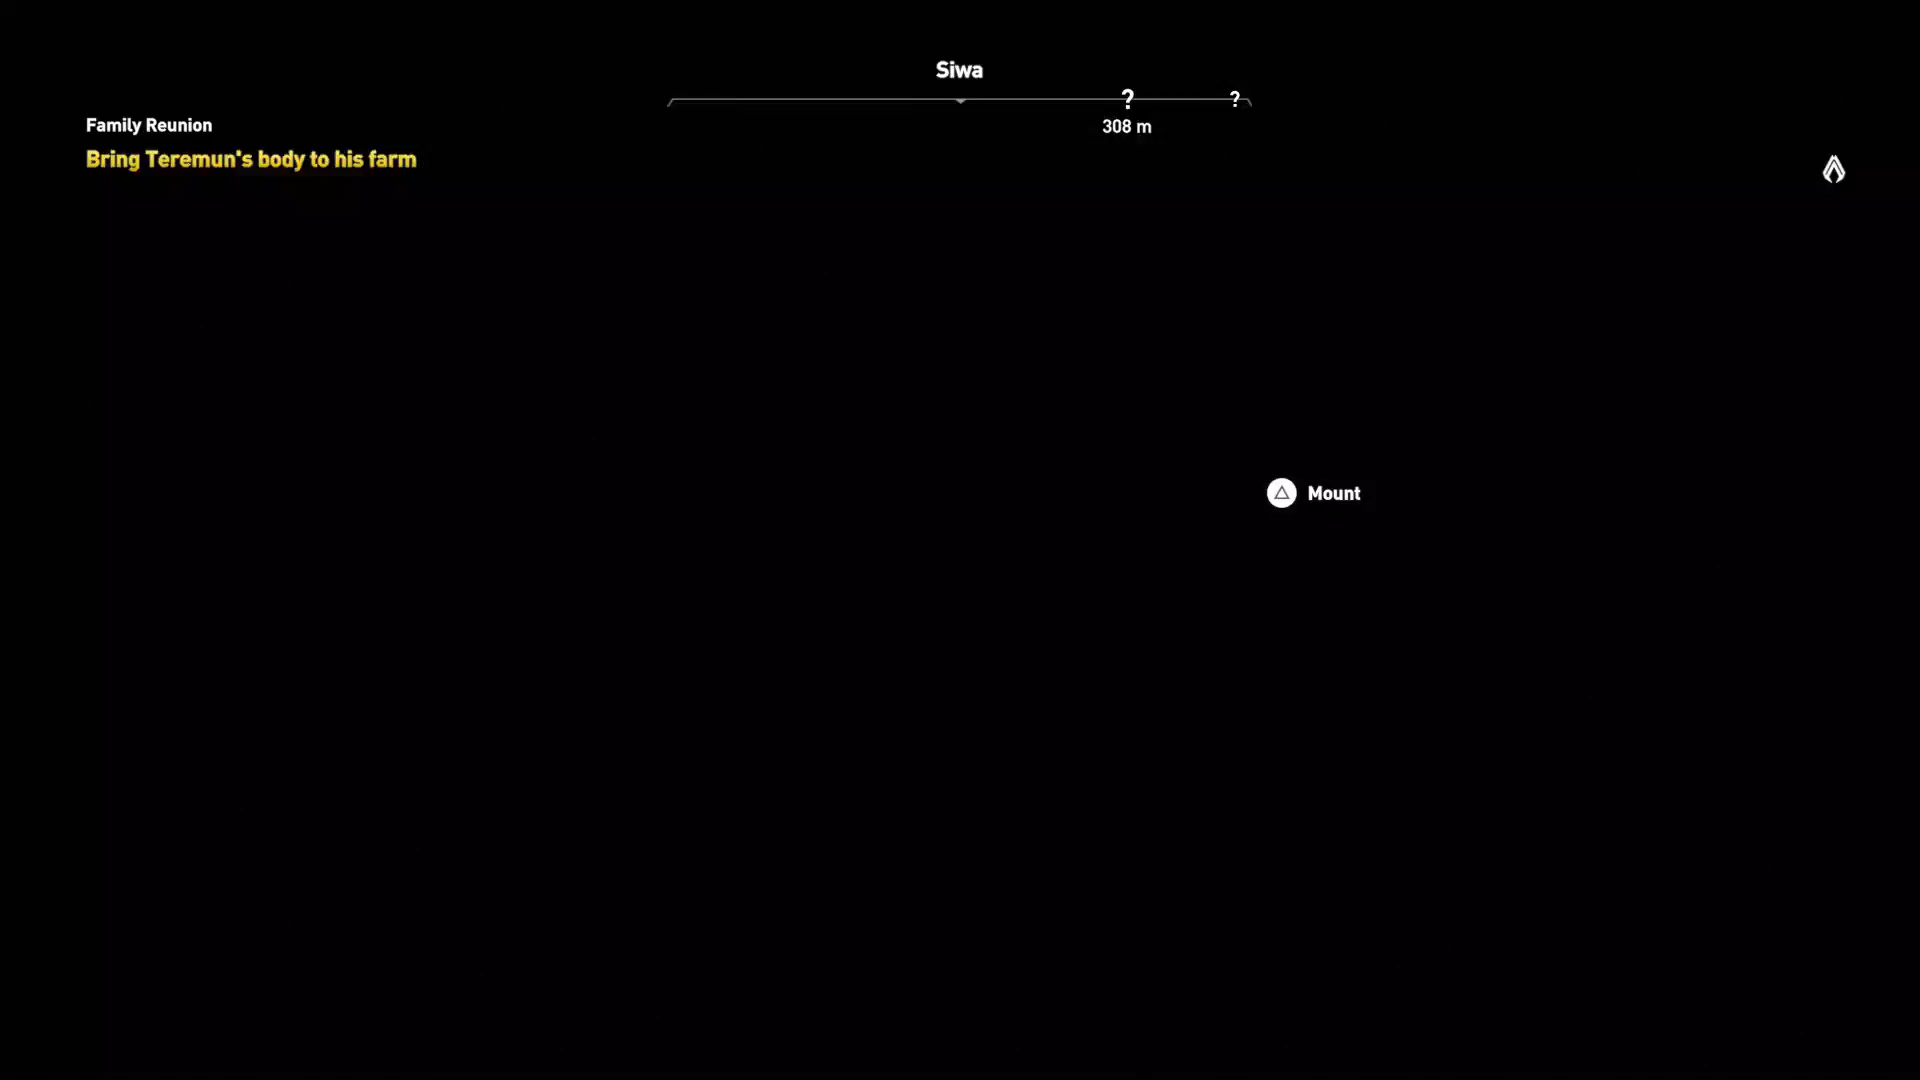 Siwa
?
?
308 m
Family Reunion
Bring Teremun's body to his farm
Mount